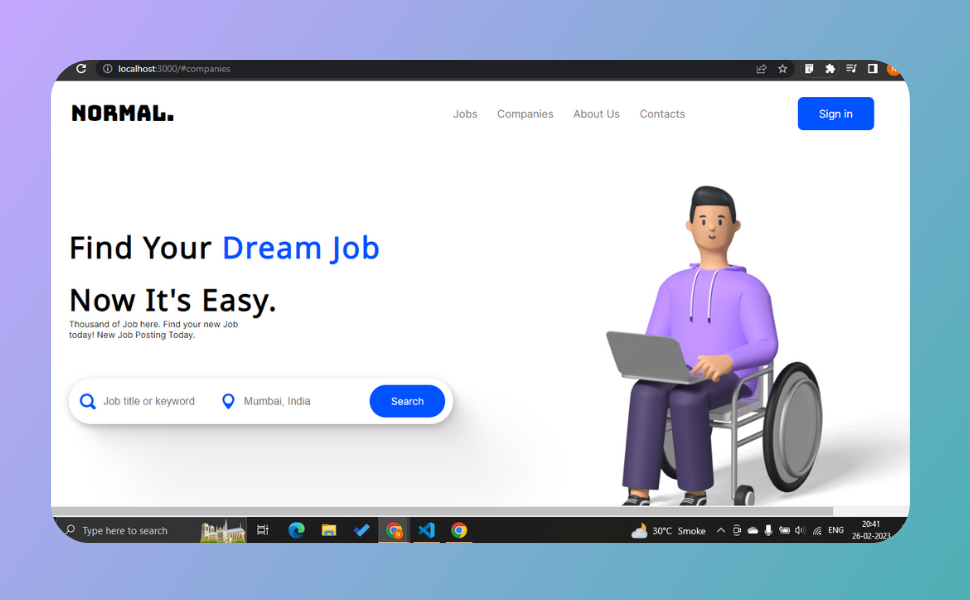 localhost:3000/#companies
NORMAL.
Jobs Companies About Us Contacts
Sign in
Find Your Dream Job
Now It's Easy.
Thousand of Job here. Find your new Job
today! New Job Posting Today.
Job title or keyword Mumbai, India Search
Type here to search
30°C Smoke
ENG
20:41
26-02-2023